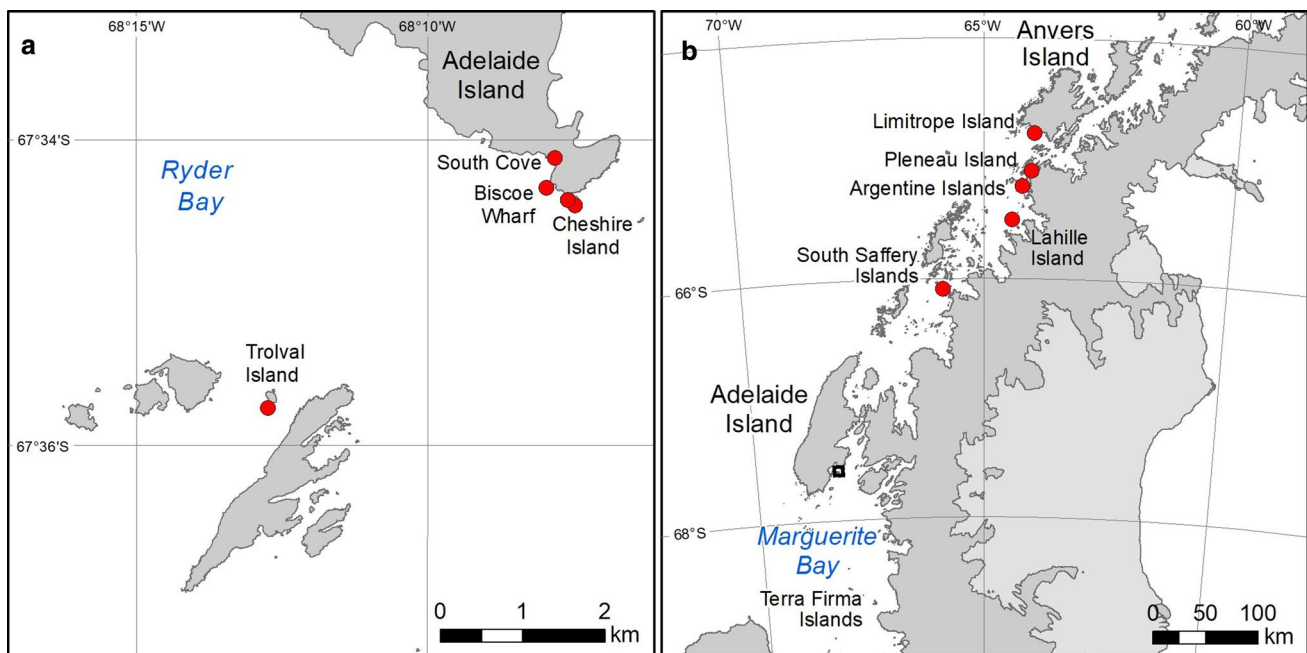 a
68°15'W
68°10'W
Adelaide
Island
67°34'S
South Cove
Ryder
Bay
Biscoe
Wharf
Cheshire
Island
Trolval
Island
67°36'S
0 1 2
km
b
70°W
65°W
60°W
Anvers
Island
Limitrope Island
Pleneau Island
Argentine Islands
Lahille
Island
South Saffery
Islands
66°S
Adelaide
Island
68°S
Marguerite
Bay
Terra Firma
Islands
0 50 100
km